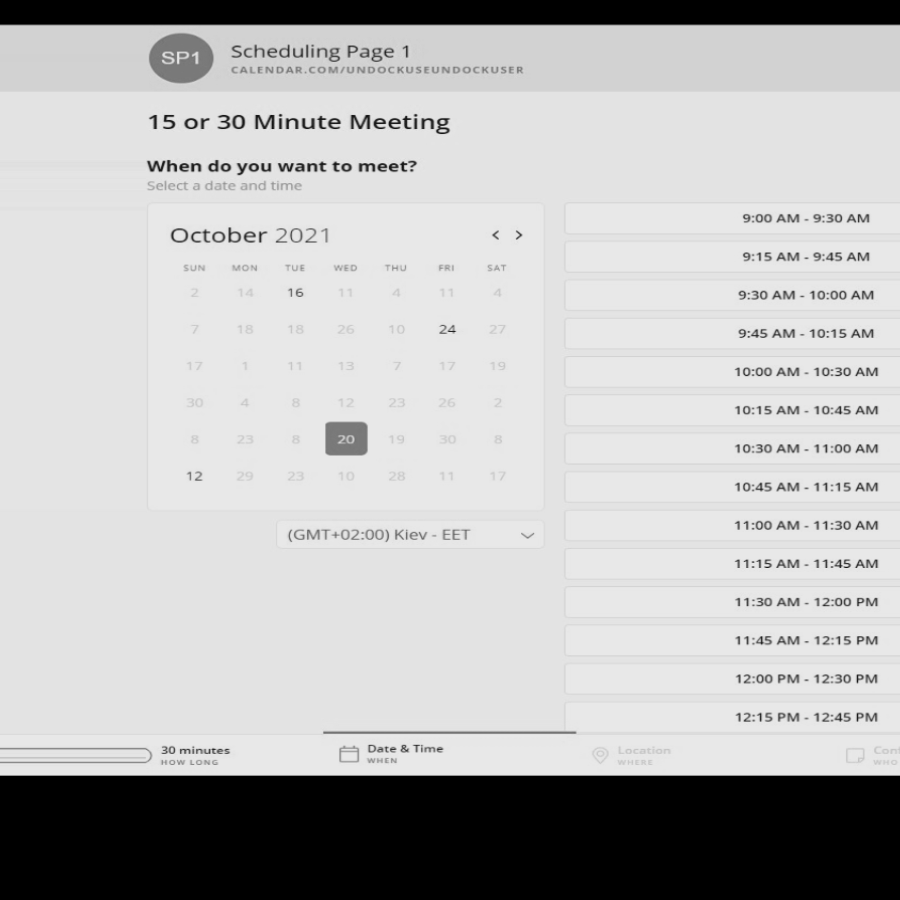 SP1
Scheduling Page 1
CALENDAR.COM/UNDOCKUSEUNDOCKUSER
15 or 30 Minute Meeting
When do you want to meet?
Select a date and time
October 2021
< >
SUN MON TUE WED THU FRI SAT
2 14 16 11 4 11 4
7 18 18 26 10 24 27
17 1 11 13 7 17 19
30 4 8 12 23 26 2
8 23 8 20 19 30 8
12 29 23 10 28 11 17
(GMT+02:00) Kiev - EET
9:00 AM - 9:30 AM
9:15 AM - 9:45 AM
9:30 AM - 10:00 AM
9:45 AM - 10:15 AM
10:00 AM - 10:30 AM
10:15 AM - 10:45 AM
10:30 AM - 11:00 AM
10:45 AM - 11:15 AM
11:00 AM - 11:30 AM
11:15 AM - 11:45 AM
11:30 AM - 12:00 PM
11:45 AM - 12:15 PM
12:00 PM - 12:30 PM
12:15 PM - 12:45 PM
30 minutes
HOW LONG
Date & Time
WHEN
Location
WHERE
WHO